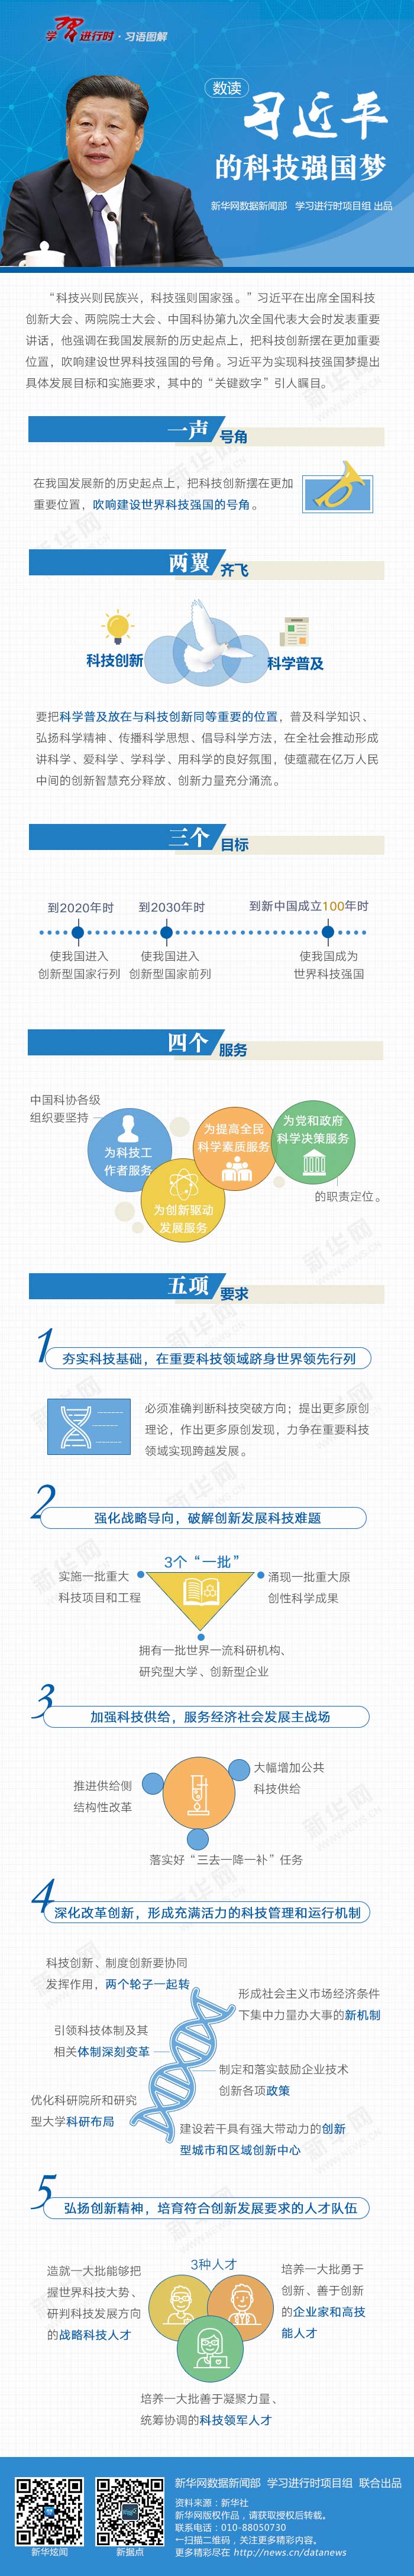 学习进行时·习语图解
数读
习近平
的科技强国梦
新华网数据新闻部 学习进行时项目组 出品
“科技兴则民族兴，科技强则国家强。”习近平在出席全国科技
创新大会、两院院士大会、中国科协第九次全国代表大会时发表重要
讲话，他强调在我国发展新的历史起点上，把科技创新摆在更加重要
位置，吹响建设世界科技强国的号角。习近平为实现科技强国梦提出
具体发展目标和实施要求，其中的“关键数字”引人瞩目。
一声 号角
在我国发展新的历史起点上，把科技创新摆在更加
重要位置，吹响建设世界科技强国的号角。
两翼 齐飞
科技创新
科学普及
要把科学普及放在与科技创新同等重要的位置，普及科学知识、
弘扬科学精神、传播科学思想、倡导科学方法，在全社会推动形成
讲科学、爱科学、学科学、用科学的良好氛围，使蕴藏在亿万人民
中间的创新智慧充分释放、创新力量充分涌流。
三个 目标
到2020年时
到2030年时
到新中国成立100年时
使我国进入
创新型国家行列
使我国进入
创新型国家前列
使我国成为
世界科技强国
四个 服务
中国科协各级
组织要坚持
为科技工
作者服务
为创新驱动
发展服务
为提高全民
科学素质服务
为党和政府
科学决策服务
的职责定位。
五项 要求
1
夯实科技基础，在重要科技领域跻身世界领先行列
必须准确判断科技突破方向；提出更多原创
理论，作出更多原创发现，力争在重要科技
领域实现跨越发展。
2
强化战略导向，破解创新发展科技难题
3个“一批”
实施一批重大
科技项目和工程
涌现一批重大原
创性科学成果
拥有一批世界一流科研机构、
研究型大学、创新型企业
3
加强科技供给，服务经济社会发展主战场
推进供给侧
结构性改革
大幅增加公共
科技供给
落实好“三去一降一补”任务
4
深化改革创新，形成充满活力的科技管理和运行机制
科技创新、制度创新要协同
发挥作用，两个轮子一起转
形成社会主义市场经济条件
下集中力量办大事的新机制
引领科技体制及其
相关体制深刻变革
制定和落实鼓励企业技术
创新各项政策
优化科研院所和研究
型大学科研布局
建设若干具有强大带动力的创新
型城市和区域创新中心
5
弘扬创新精神，培育符合创新发展要求的人才队伍
3种人才
造就一大批能够把
握世界科技大势、
研判科技发展方向
的战略科技人才
培养一大批勇于
创新、善于创新
的企业家和高技
能人才
培养一大批善于凝聚力量、
统筹协调的科技领军人才
新华网数据新闻部 学习进行时项目组 联合出品
资料来源：新华社
新华网版权作品，请获取授权后转载。
联系电话：010-88050730
←扫描二维码，关注更多精彩内容。
更多精彩尽在 http://news.cn/datanews
新华炫闻
新据点